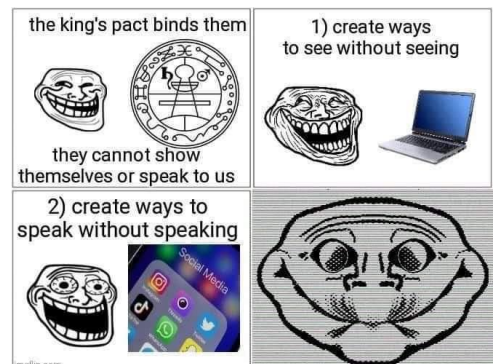 the king's pact binds them
they cannot show
themselves or speak to us
1) create ways
to see without seeing
2) create ways to
speak without speaking
Social Media